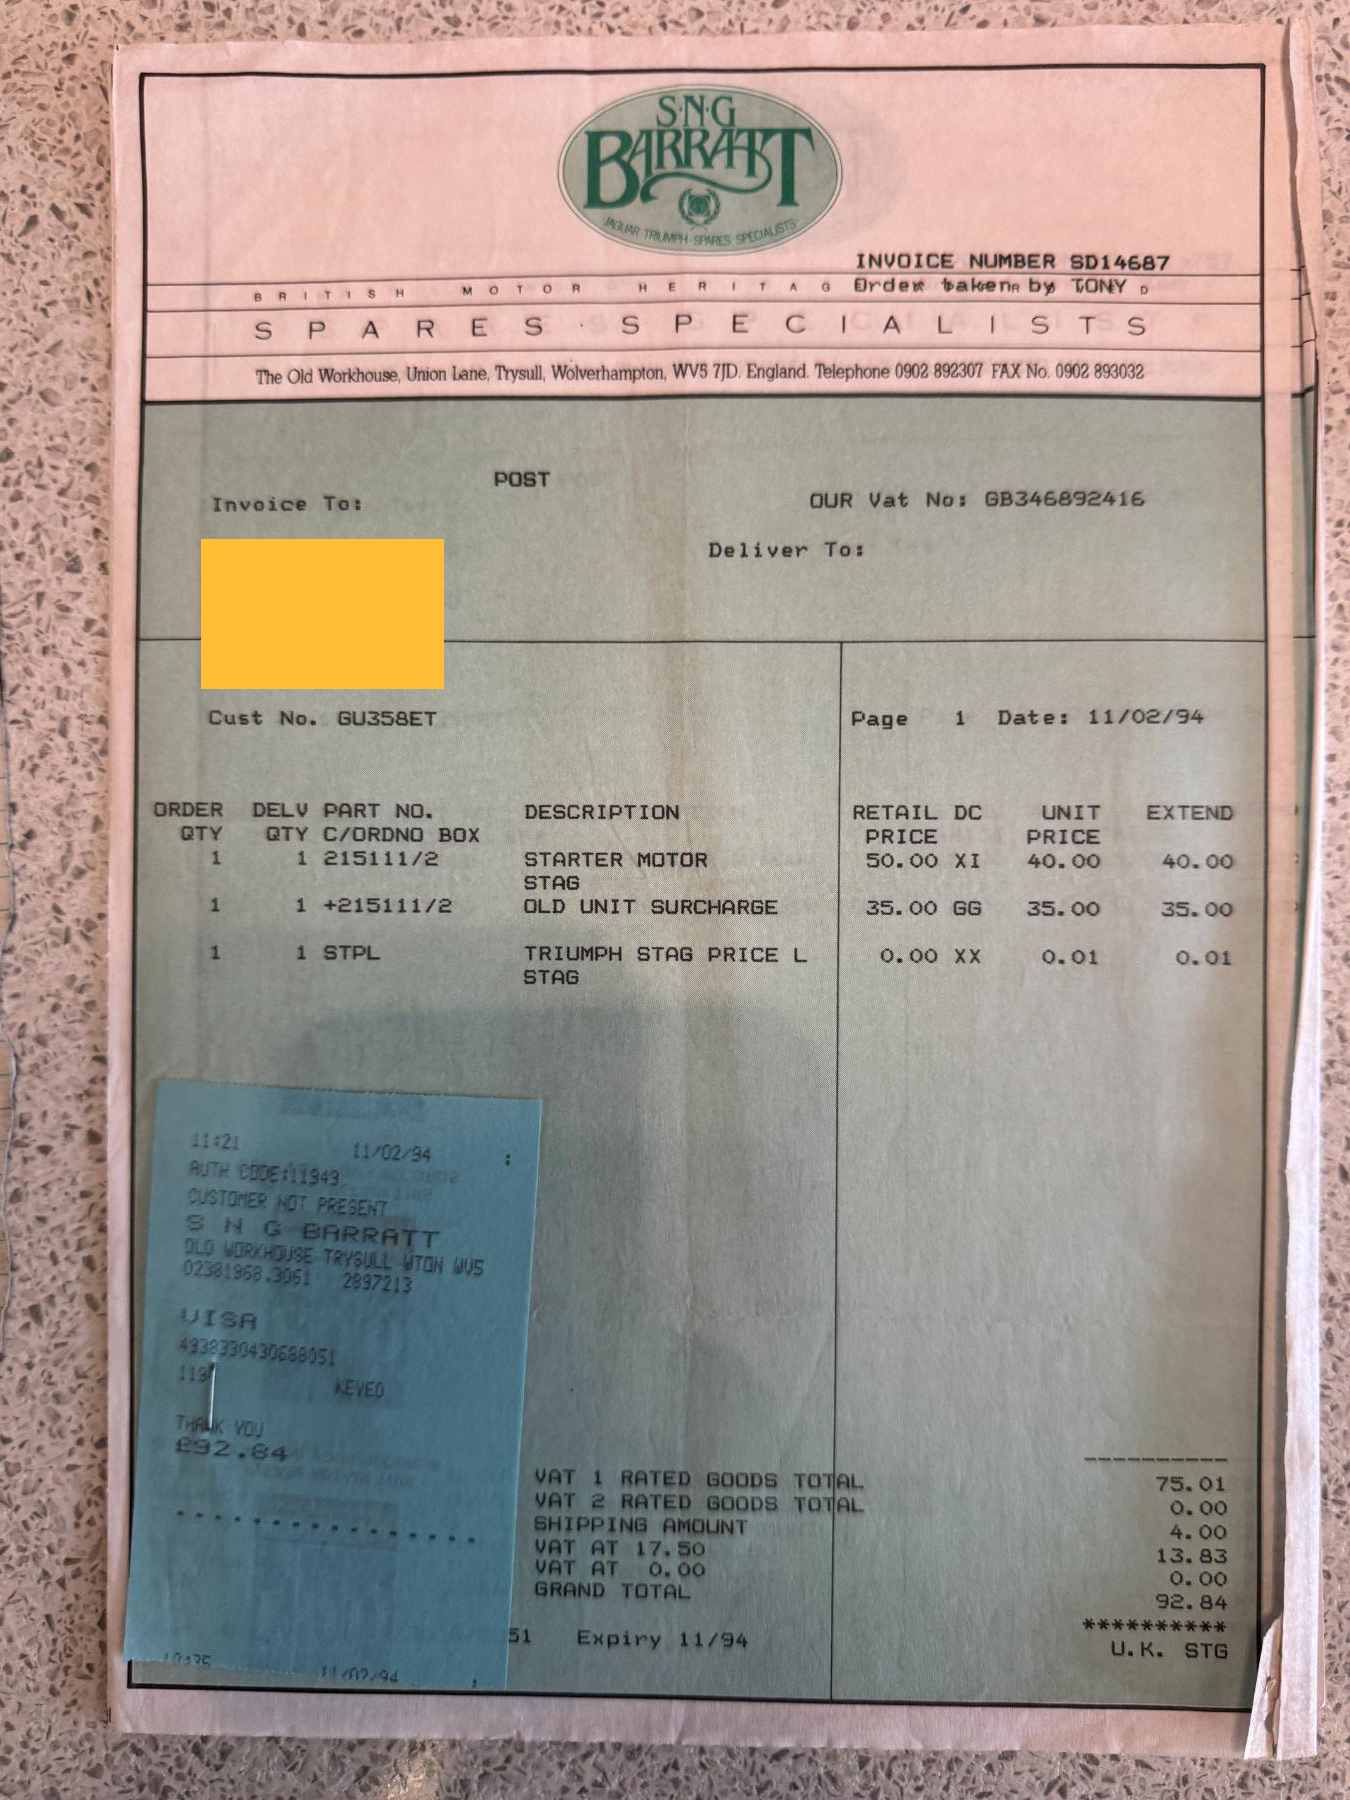 S·N·G
BARRATT
JAGUAR·TRIUMPH·SPARES SPECIALISTS
INVOICE NUMBER SD14687
BRITISH MOTOR HERITAG Order taken by TONY D
SPARES·SPECIALISTS
The Old Workhouse, Union Lane, Trysull, Wolverhampton, WV5 7JD. England. Telephone 0902 892307 FAX No. 0902 893032
POST
Invoice To:
OUR Vat No: GB346892416
Deliver To:
Cust No. GU358ET
Page 1 Date: 11/02/94
ORDER DELV PART NO. DESCRIPTION RETAIL DC UNIT EXTEND
QTY QTY C/ORDNO BOX PRICE PRICE
1 1 215111/2 STARTER MOTOR 50.00 XI 40.00 40.00
STAG
1 1 +215111/2 OLD UNIT SURCHARGE 35.00 GG 35.00 35.00
1 1 STPL TRIUMPH STAG PRICE L 0.00 XX 0.01 0.01
STAG
11:21 11/02/94 :
AUTH CODE:11943
CUSTOMER NOT PRESENT
S N G BARRATT
OLD WORKHOUSE TRYSULL WTON WV5
02381968.3061 2897213
VISA
4938330430688051
119
KEYED
THANK YOU
£92.84
11/02/94 :
VAT 1 RATED GOODS TOTAL 75.01
VAT 2 RATED GOODS TOTAL 0.00
SHIPPING AMOUNT 4.00
VAT AT 17.50 13.83
VAT AT 0.00 0.00
GRAND TOTAL 92.84
**********
51 Expiry 11/94
U.K. STG